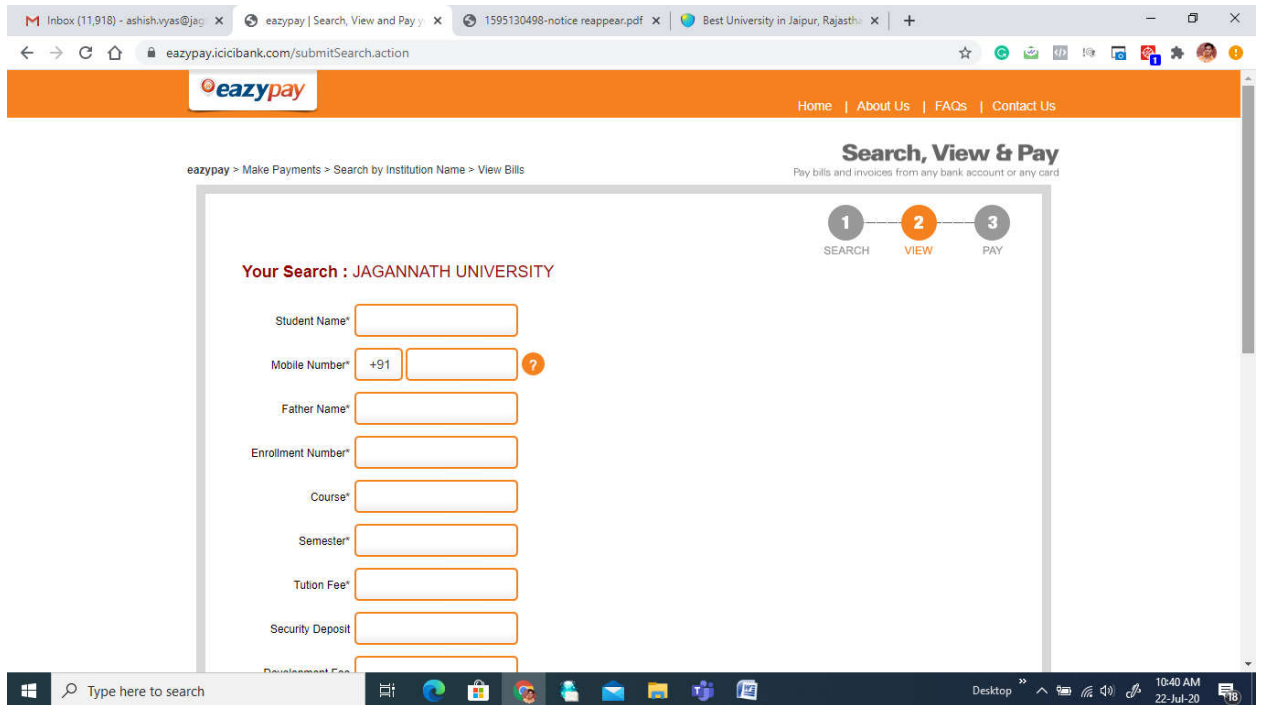 Inbox (11,918) - ashish.vyas@jag
eazypay | Search, View and Pay y
1595130498-notice reappear.pdf
Best University in Jaipur, Rajastha
eazypay.icicibank.com/submitSearch.action
1
eazypay
Home | About Us | FAQs | Contact Us
Search, View & Pay
Pay bills and invoices from any bank account or any card
eazypay > Make Payments > Search by Institution Name > View Bills
1 2 3
SEARCH VIEW PAY
Your Search : JAGANNATH UNIVERSITY
Student Name*
Mobile Number* +91 ?
Father Name*
Enrollment Number*
Course*
Semester*
Tution Fee*
Security Deposit
Development Fee
Type here to search
Desktop
10:40 AM
22-Jul-20
18